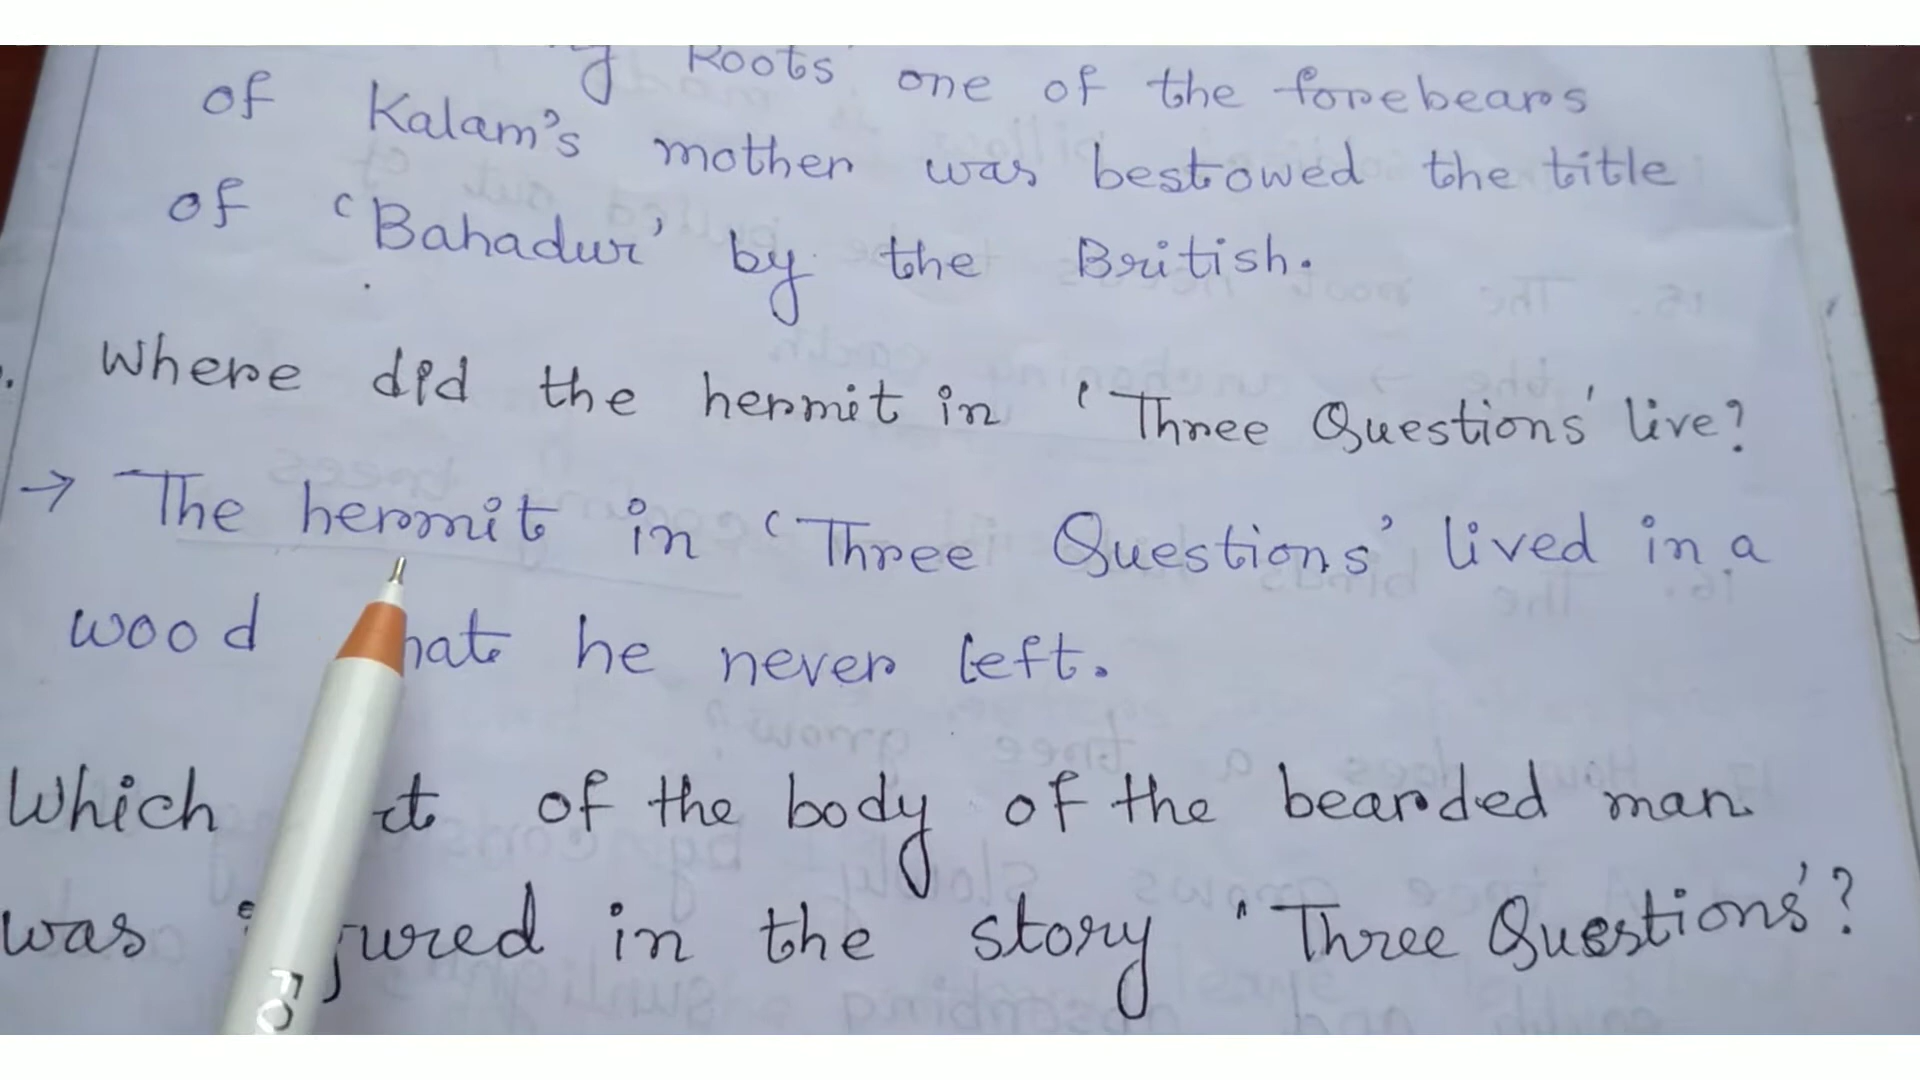 Roots one of the forebears
of Kalam's mother was bestowed the title
of 'Bahadur' by the British.
Where did the hermit in 'Three Questions' live?
→ The hermit in 'Three Questions' lived in a
wood hat he never left.
Which t of the body of the bearded man
was jured in the story 'Three Questions'?
FO